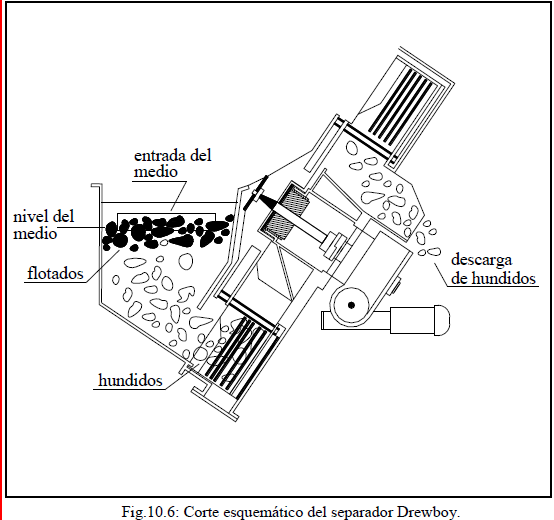 entrada del
medio
nivel del
medio
flotados
descarga
de hundidos
hundidos
Fig.10.6: Corte esquemático del separador Drewboy.